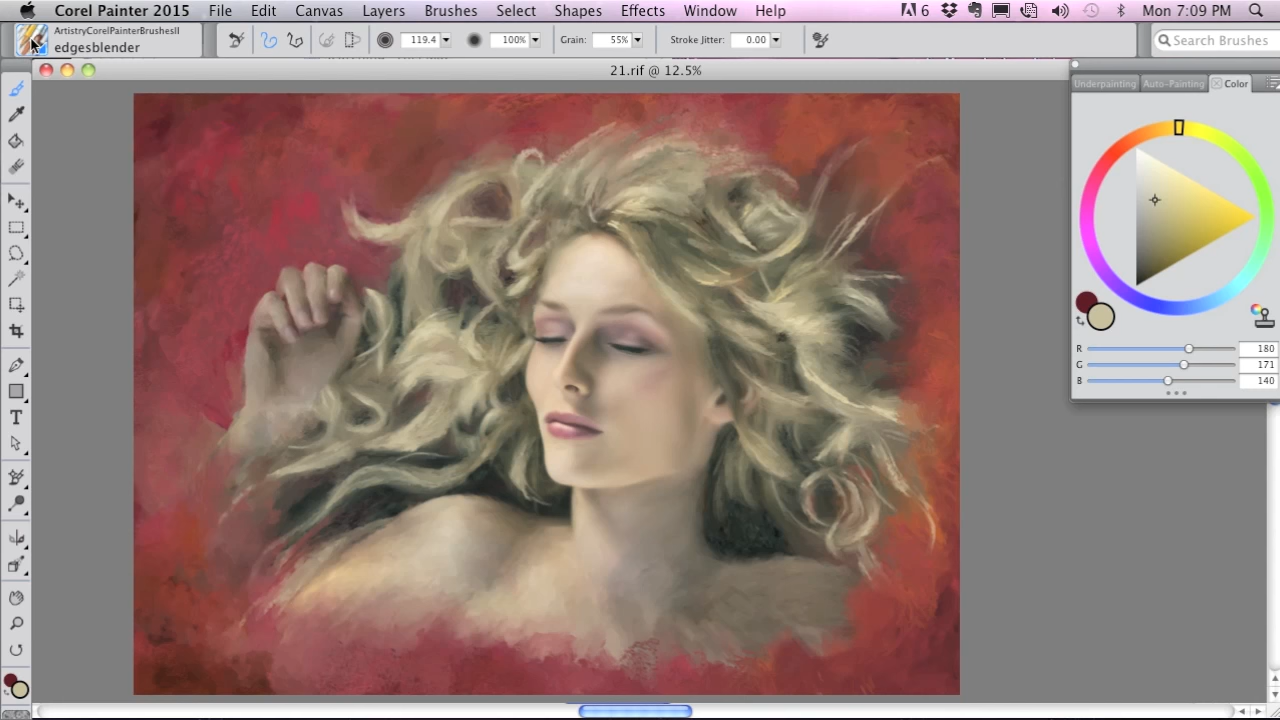 Corel Painter 2015 File Edit Canvas Layers Brushes Select Shapes Effects Window Help 6 Mon 7:09 PM
ArtistryCorelPainterBrushesII
edgesblender
119.4 100% Grain: 55% Stroke Jitter: 0.00 Search Brushes
21.rif @ 12.5%
Underpainting Auto-Painting Color
R 180
G 171
B 140
T